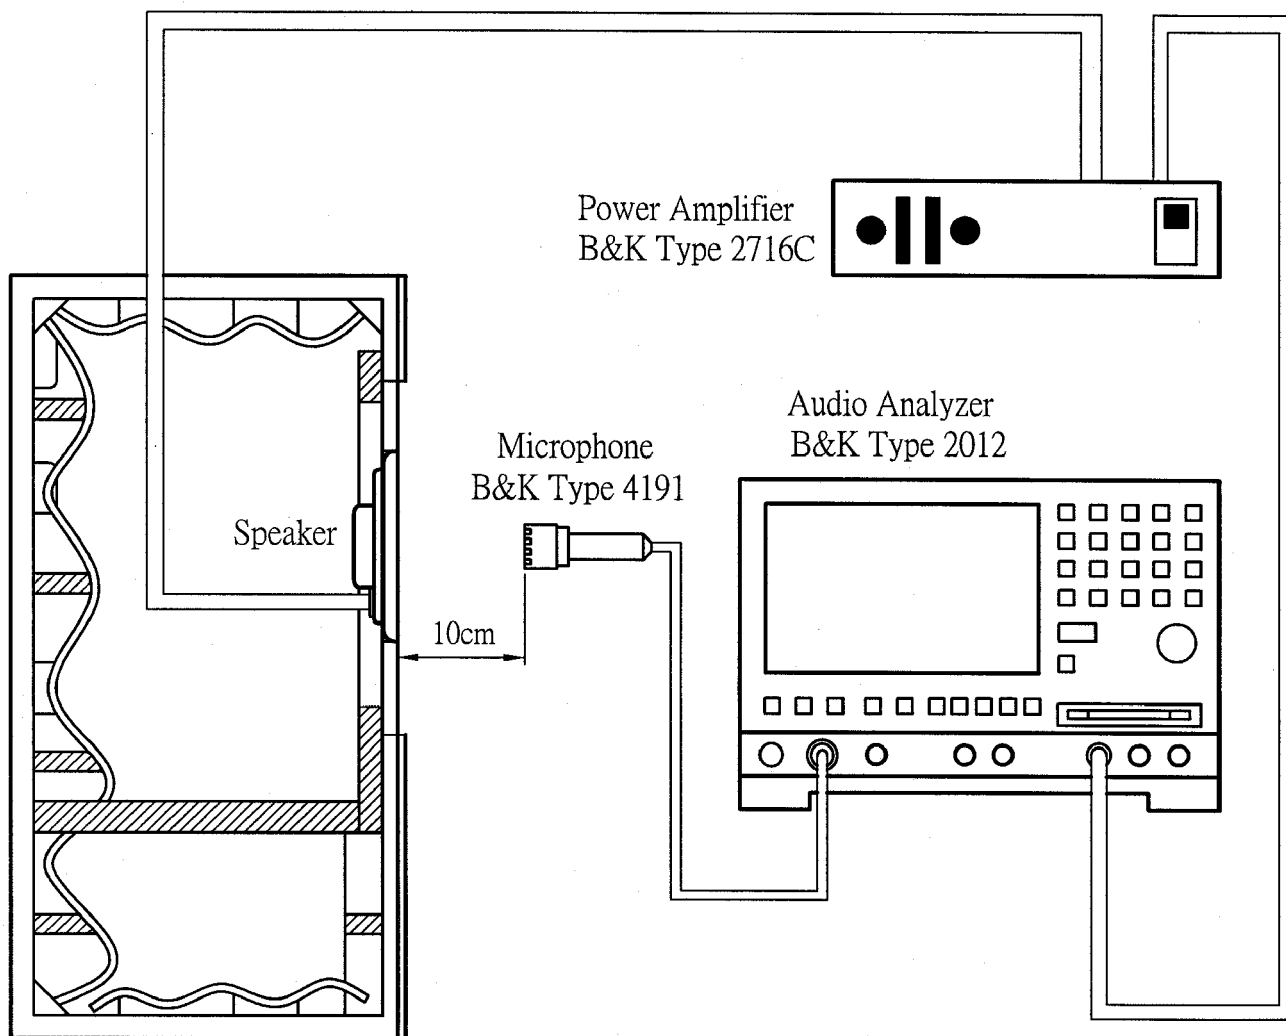 Power Amplifier
B&K Type 2716C
Audio Analyzer
B&K Type 2012
Microphone
B&K Type 4191
Speaker
10cm